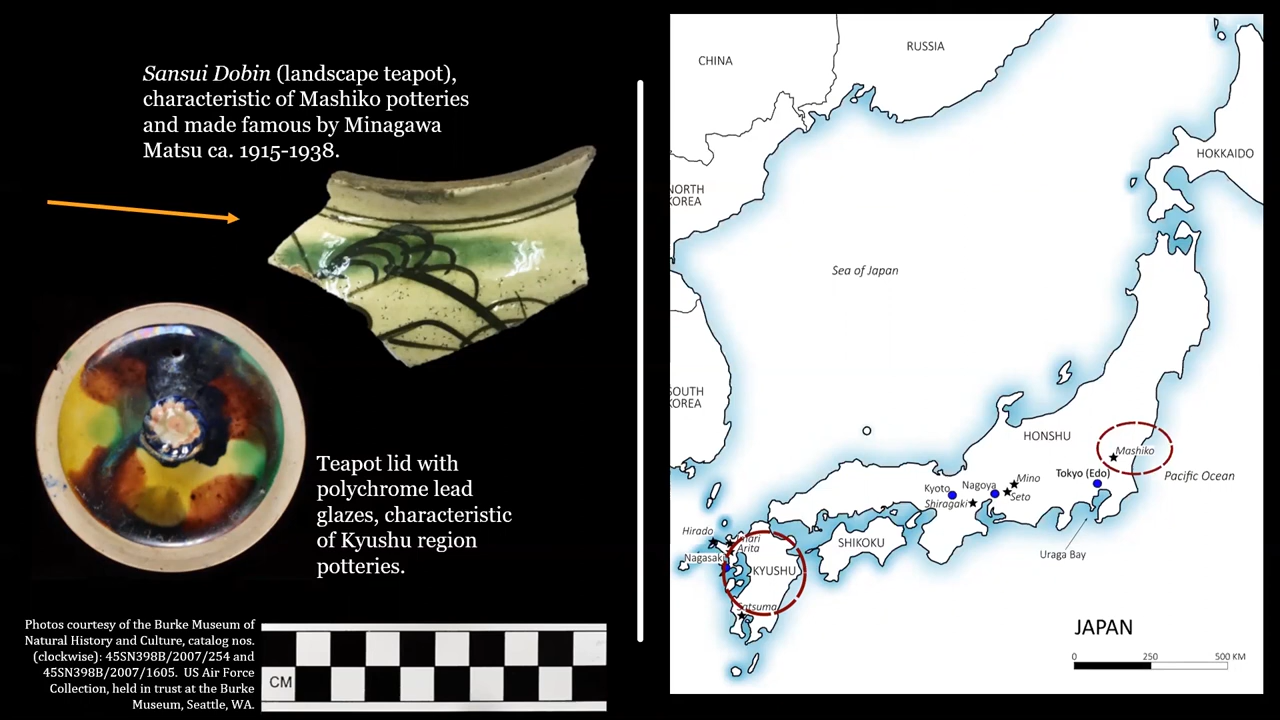 Sansui Dobin (landscape teapot),
characteristic of Mashiko potteries
and made famous by Minagawa
Matsu ca. 1915-1938.
Teapot lid with
polychrome lead
glazes, characteristic
of Kyushu region
potteries.
Photos courtesy of the Burke Museum of
Natural History and Culture, catalog nos.
(clockwise): 45SN398B/2007/254 and
45SN398B/2007/1605. US Air Force
Collection, held in trust at the Burke
Museum, Seattle, WA.
CM
CHINA
RUSSIA
HOKKAIDO
NORTH
KOREA
Sea of Japan
SOUTH
KOREA
HONSHU
Mashiko
Pacific Ocean
Tokyo (Edo)
Kyoto
Nagoya
Mino
Seto
Shiragaki
Hirado
Imari
Arita
SHIKOKU
Nagasaki
KYUSHU
Uraga Bay
Satsuma
JAPAN
0 250 500 KM